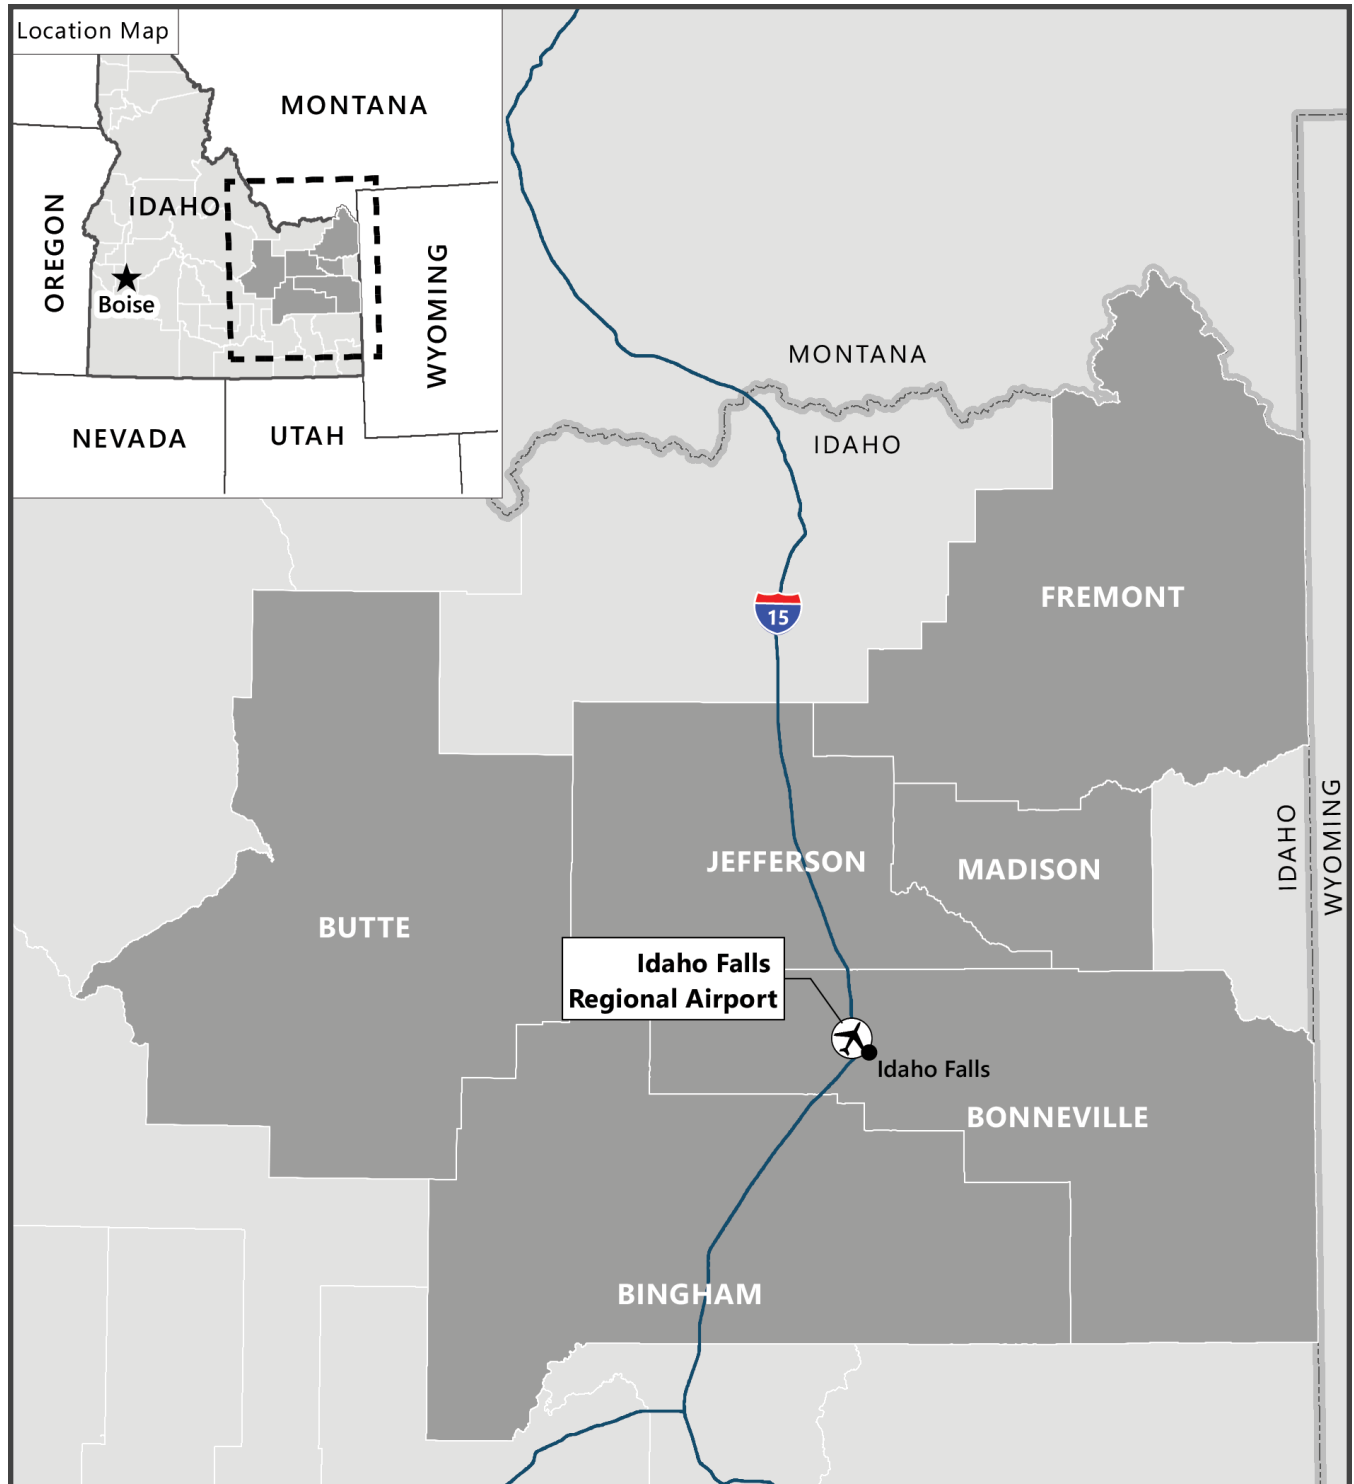 Location Map
MONTANA
OREGON
IDAHO
Boise
WYOMING
NEVADA
UTAH
MONTANA
IDAHO
FREMONT
15
IDAHO
WYOMING
JEFFERSON
MADISON
BUTTE
Idaho Falls
Regional Airport
Idaho Falls
BONNEVILLE
BINGHAM